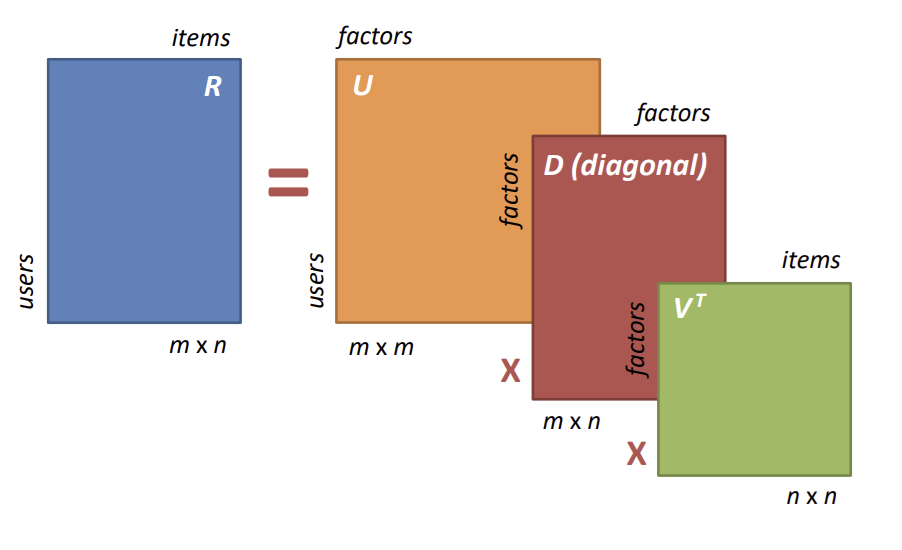 items
R
users
m x n
=
factors
U
users
m x m
X
factors
D (diagonal)
factors
m x n
X
items
V^T
factors
n x n